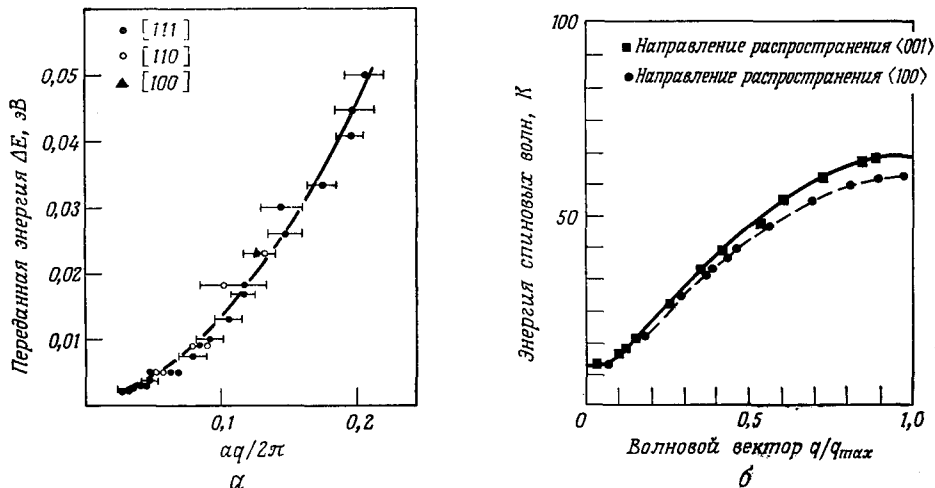 [111]
[110]
[100]
0,05
0,04
0,03
0,02
0,01
0,1
0,2
Переданная энергия ΔE, эВ
aq/2π
а
Направление распространения ⟨001⟩
Направление распространения ⟨100⟩
100
50
0
0,5
1,0
Энергия спиновых волн, К
Волновой вектор q/qmax
б